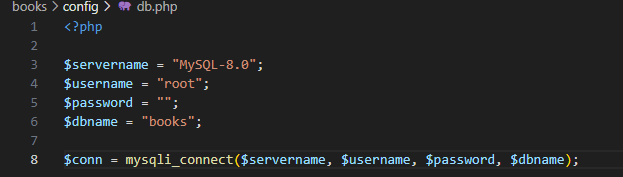 books > config > db.php
1 <?php
2
3 $servername = "MySQL-8.0";
4 $username = "root";
5 $password = "";
6 $dbname = "books";
7
8 $conn = mysqli_connect($servername, $username, $password, $dbname);